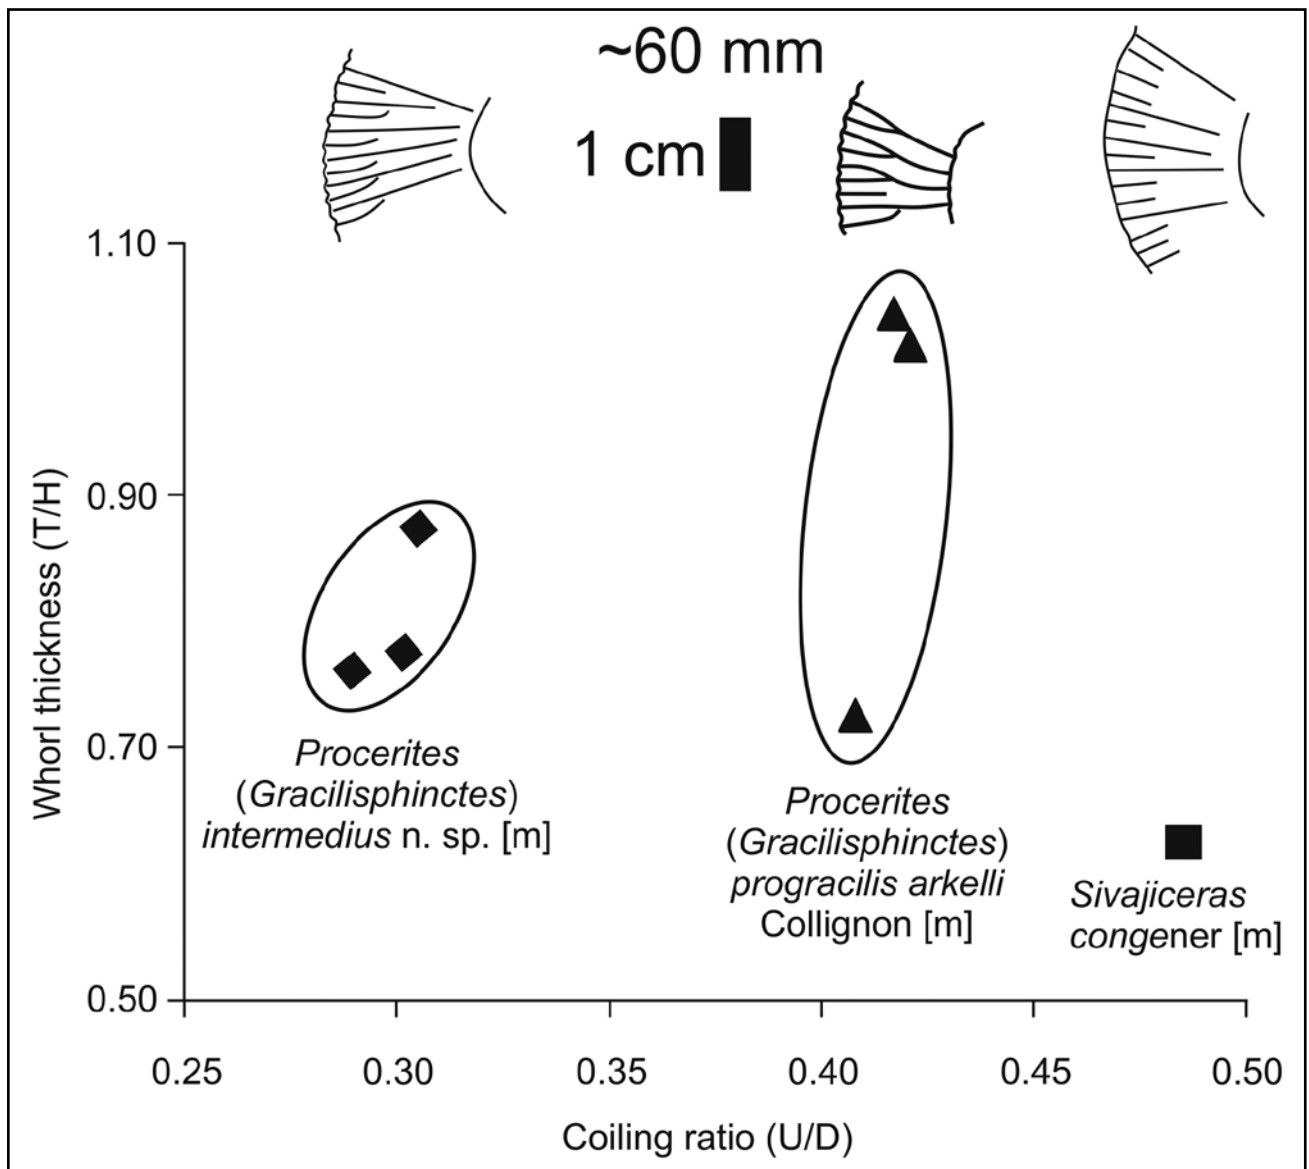 ~60 mm
1 cm
1.10
0.90
0.70
0.50
Whorl thickness (T/H)
Procerites
(Gracilisphinctes)
intermedius n. sp. [m]
Procerites
(Gracilisphinctes)
progracilis arkelli
Collignon [m]
Sivajiceras
congener [m]
0.25 0.30 0.35 0.40 0.45 0.50
Coiling ratio (U/D)